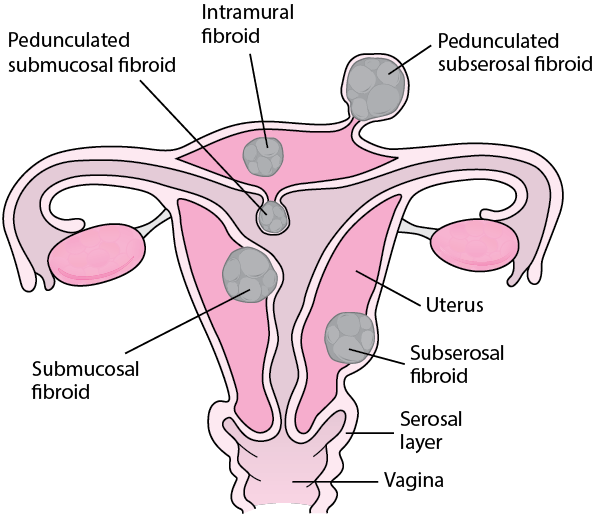 Intramural
fibroid
Pedunculated
submucosal fibroid
Pedunculated
subserosal fibroid
Uterus
Submucosal
fibroid
Subserosal
fibroid
Serosal
layer
Vagina